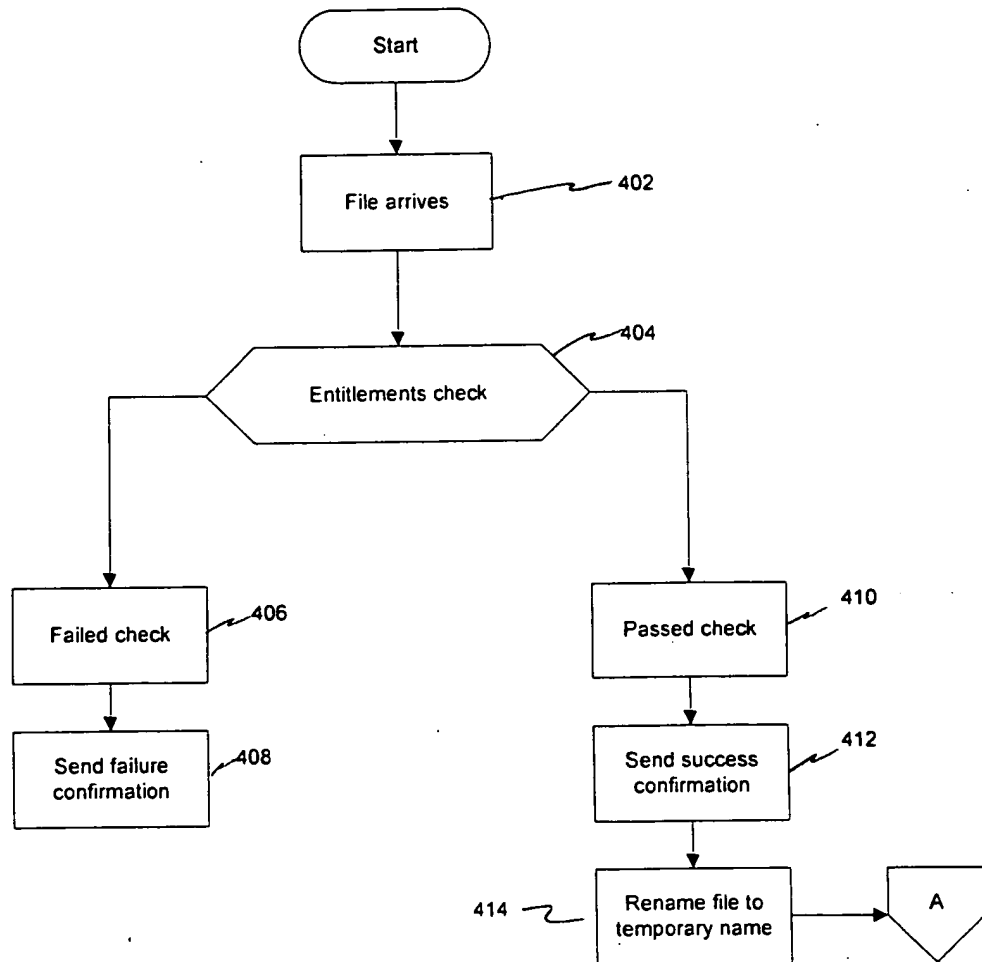 Start
File arrives
402
404
Entitlements check
Failed check
406
Passed check
410
Send failure
confirmation
408
Send success
confirmation
412
414
Rename file to
temporary name
A